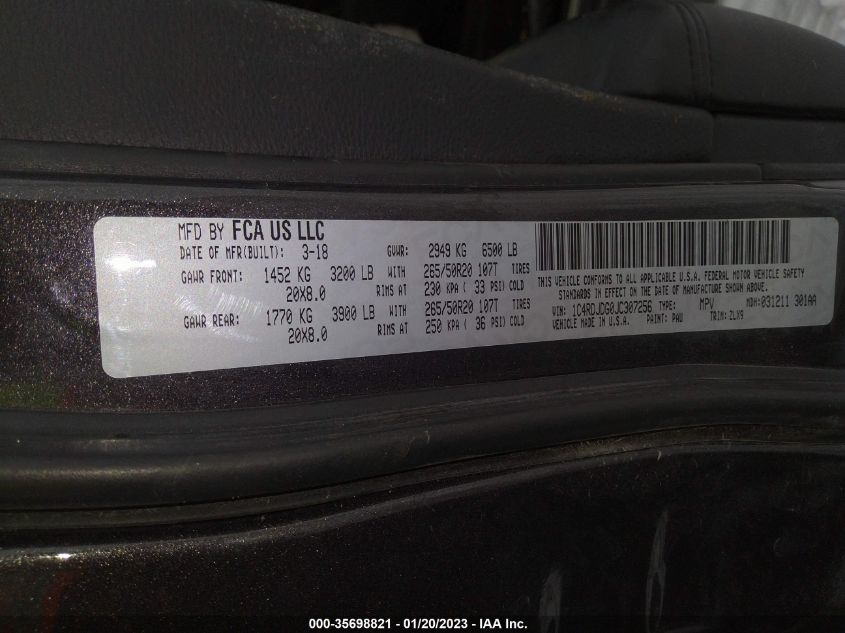 MFD BY FCA US LLC
DATE OF MFR(BUILT): 3-18 GVWR: 2949 KG 6500 LB
GAWR FRONT: 1452 KG 3200 LB WITH 265/50R20 107T TIRES
20X8.0 RIMS AT 230 KPA ( 33 PSI) COLD
GAWR REAR: 1770 KG 3900 LB WITH 265/50R20 107T TIRES
20X8.0 RIMS AT 250 KPA ( 36 PSI) COLD
THIS VEHICLE CONFORMS TO ALL APPLICABLE U.S.A. FEDERAL MOTOR VEHICLE SAFETY
STANDARDS IN EFFECT ON THE DATE OF MANUFACTURE SHOWN ABOVE.
VIN: 1C4RDJDG0JC307256 TYPE: MPV MDH: 031211 301AA
VEHICLE MADE IN U.S.A. PAINT: PAU TRIM: ZLX9
000-35698821 - 01/20/2023 - IAA Inc.